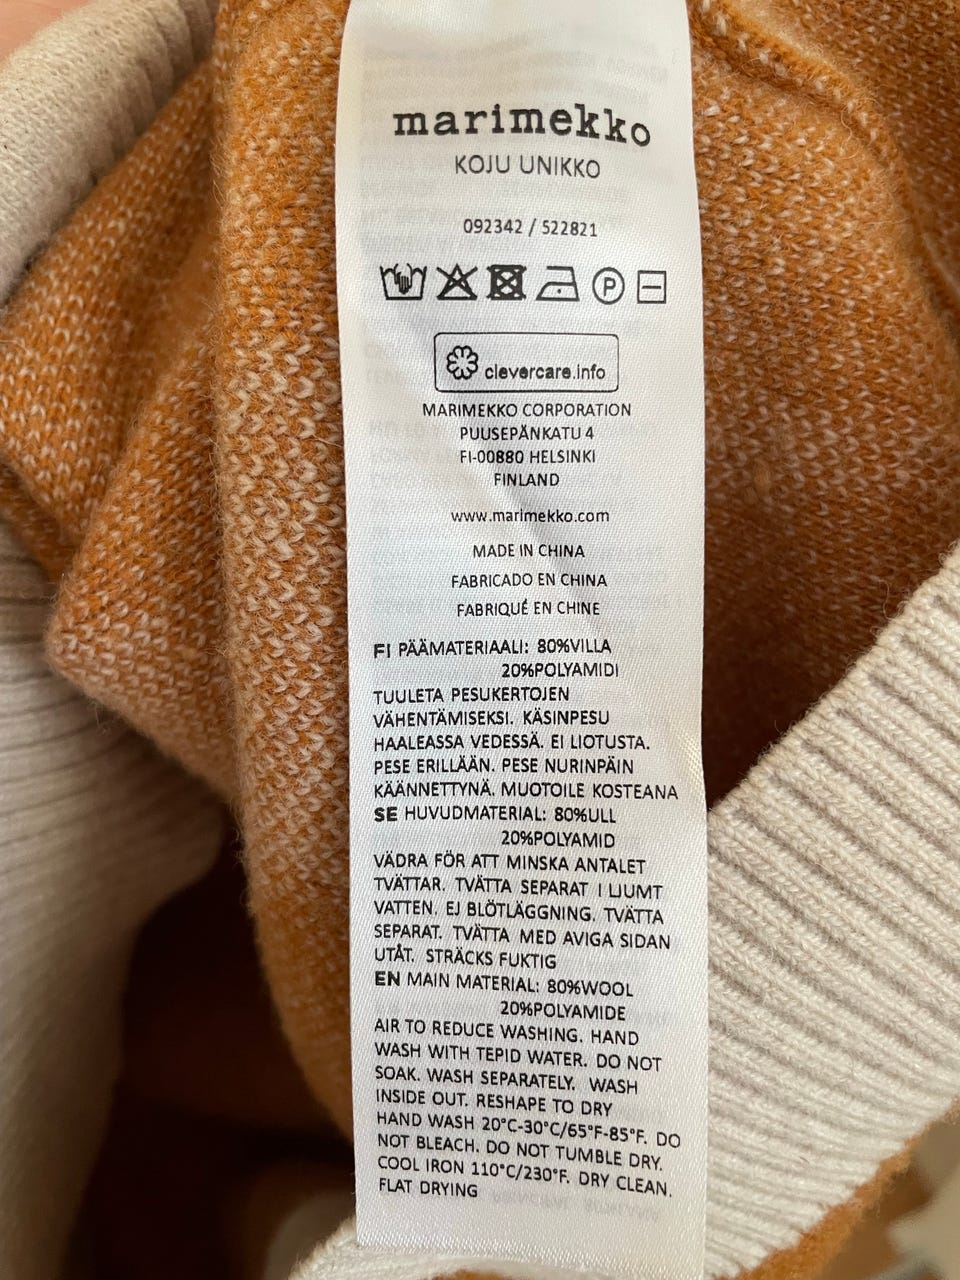 marimekko
KOJU UNIKKO
092342 / 522821
P
clevercare.info
MARIMEKKO CORPORATION
PUUSEPÄNKATU 4
FI-00880 HELSINKI
FINLAND
www.marimekko.com
MADE IN CHINA
FABRICADO EN CHINA
FABRIQUÉ EN CHINE
FI PÄÄMATERIAALI: 80%VILLA
20%POLYAMIDI
TUULETA PESUKERTOJEN
VÄHENTÄMISEKSI. KÄSINPESU
HAALEASSA VEDESSÄ. EI LIOTUSTA.
PESE ERILLÄÄN. PESE NURINPÄIN
KÄÄNNETTYNÄ. MUOTOILE KOSTEANA
SE HUVUDMATERIAL: 80%ULL
20%POLYAMID
VÄDRA FÖR ATT MINSKA ANTALET
TVÄTTAR. TVÄTTA SEPARAT I LJUMT
VATTEN. EJ BLÖTLÄGGNING. TVÄTTA
SEPARAT. TVÄTTA MED AVIGA SIDAN
UTÅT. STRÄCKS FUKTIG
EN MAIN MATERIAL: 80%WOOL
20%POLYAMIDE
AIR TO REDUCE WASHING. HAND
WASH WITH TEPID WATER. DO NOT
SOAK. WASH SEPARATELY. WASH
INSIDE OUT. RESHAPE TO DRY
HAND WASH 20°C-30°C/65°F-85°F. DO
NOT BLEACH. DO NOT TUMBLE DRY.
COOL IRON 110°C/230°F. DRY CLEAN.
FLAT DRYING